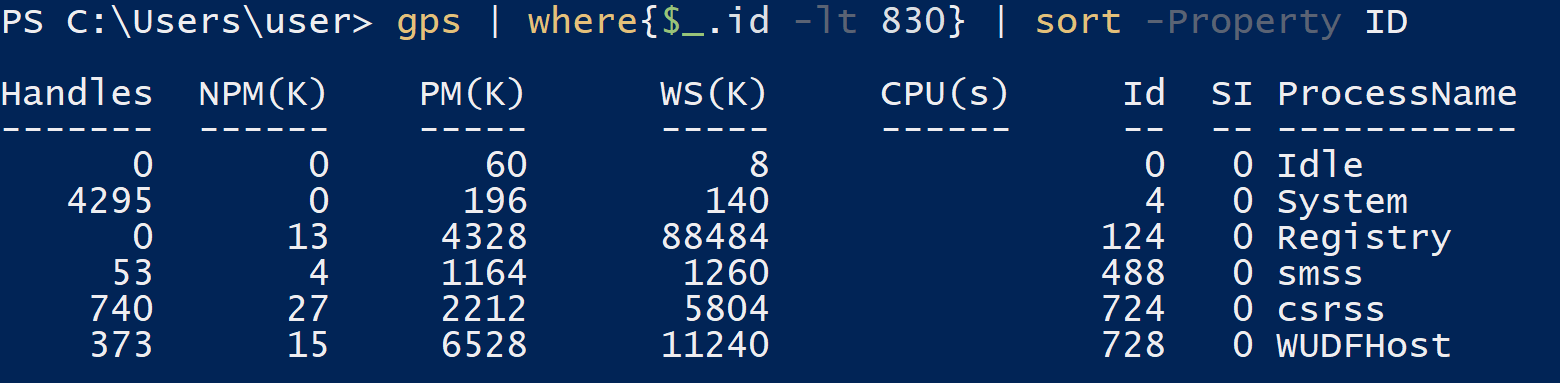 PS C:\Users\user> gps | where{$_.id -lt 830} | sort -Property ID
Handles  NPM(K)    PM(K)      WS(K)     CPU(s)     Id  SI ProcessName
-------  ------    -----      -----     ------     --  -- -----------
      0       0       60          8                 0   0 Idle
   4295       0      196        140                 4   0 System
      0      13     4328      88484               124   0 Registry
     53       4     1164       1260               488   0 smss
    740      27     2212       5804               724   0 csrss
    373      15     6528      11240               728   0 WUDFHost